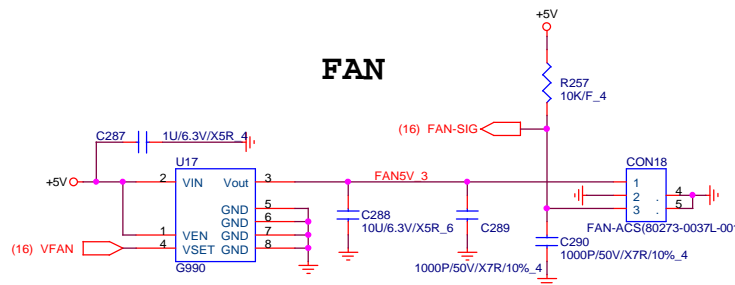 +5V
FAN
R257
10K/F_4
(16) FAN-SIG
C287
1U/6.3V/X5R_4
U17
CON18
+5V
2
VIN
Vout
3
FAN5V_3
1
2
3
4
5
GND
5
GND
6
GND
7
GND
8
1
VEN
4
VSET
(16) VFAN
G990
C288
10U/6.3V/X5R_6
C289
1000P/50V/X7R/10%_4
FAN-ACS(80273-0037L-001
C290
1000P/50V/X7R/10%_4